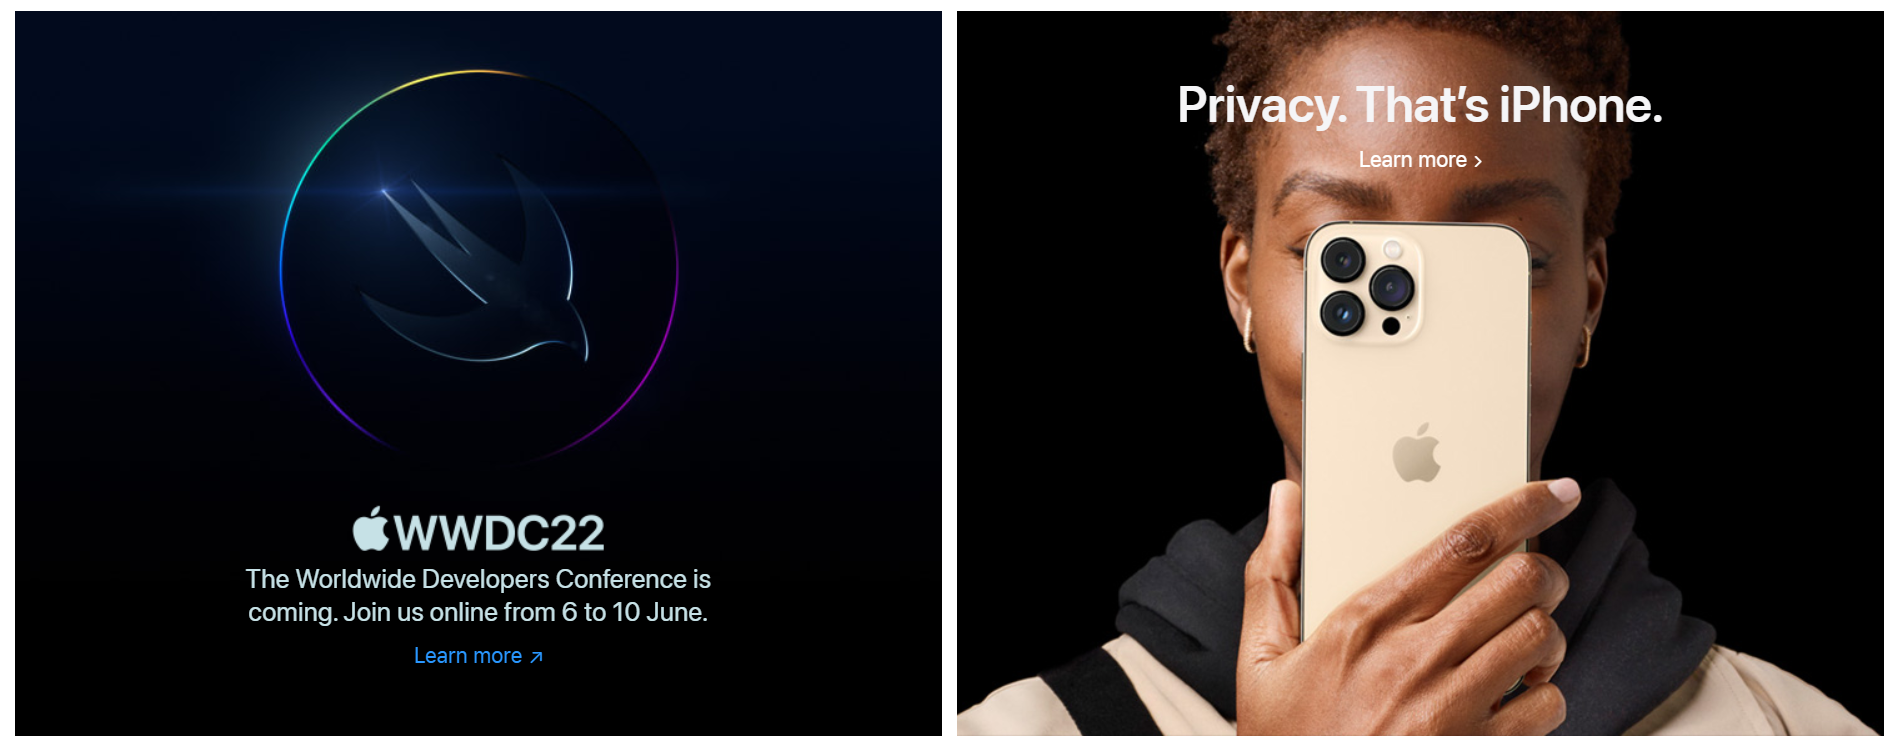 WWDC22
The Worldwide Developers Conference is
coming. Join us online from 6 to 10 June.
Learn more ↗
Privacy. That’s iPhone.
Learn more >